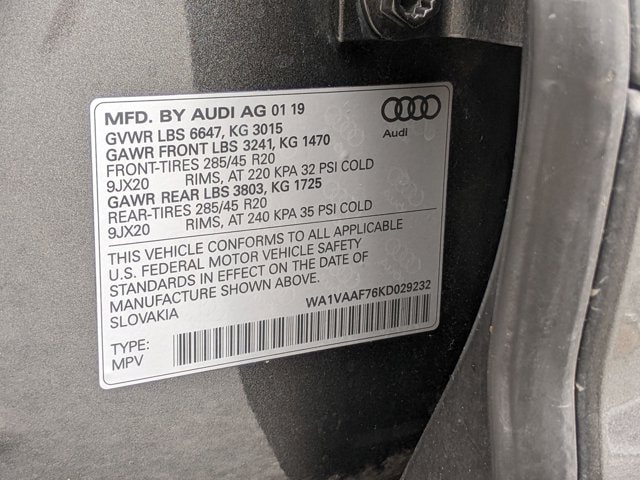 MFD. BY AUDI AG 01 19
GVWR LBS 6647, KG 3015
GAWR FRONT LBS 3241, KG 1470
FRONT-TIRES 285/45 R20
9JX20 RIMS, AT 220 KPA 32 PSI COLD
GAWR REAR LBS 3803, KG 1725
REAR-TIRES 285/45 R20
9JX20 RIMS, AT 240 KPA 35 PSI COLD
Audi
THIS VEHICLE CONFORMS TO ALL APPLICABLE
U.S. FEDERAL MOTOR VEHICLE SAFETY
STANDARDS IN EFFECT ON THE DATE OF
MANUFACTURE SHOWN ABOVE.
SLOVAKIA
WA1VAAF76KD029232
TYPE:
MPV